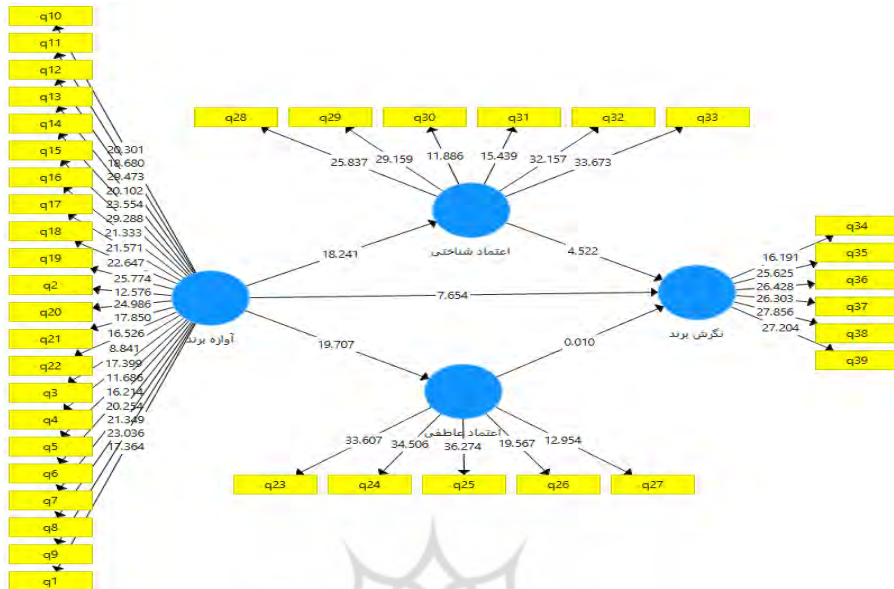 q10
q11
q12
q13
q14
q15
q16
q17
q18
q19
q2
q20
q21
q22
q3
q4
q5
q6
q7
q8
q9
q1
20.301
18.680
29.473
20.102
23.554
29.288
21.333
21.571
22.647
25.774
12.576
24.986
17.850
16.526
8.841
17.399
11.686
16.214
20.254
21.349
23.036
17.364
آوازه برند
q28
q29
q30
q31
q32
q33
25.837
29.159
11.886
15.439
32.157
33.673
اعتماد شناختی
18.241
4.522
7.654
19.707
0.010
اعتماد عاطفی
33.607
34.506
36.274
19.567
12.954
q23
q24
q25
q26
q27
نگرش برند
16.191
25.625
26.428
26.303
27.856
27.204
q34
q35
q36
q37
q38
q39